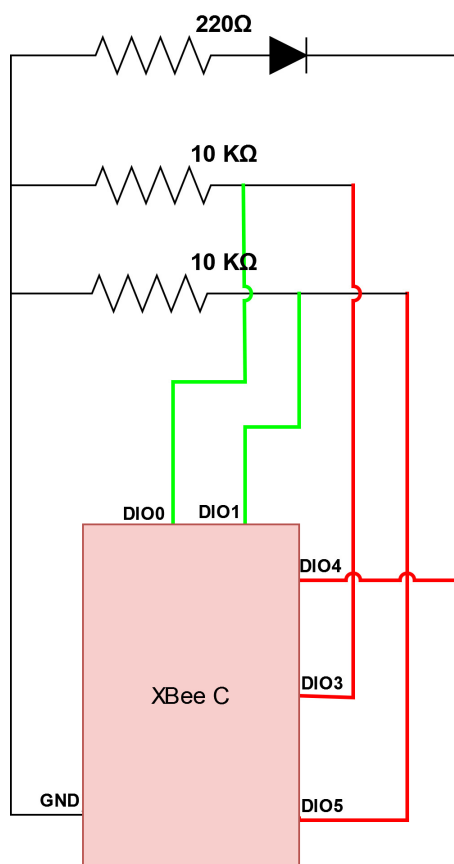 220Ω
10 KΩ
10 KΩ
DIO0
DIO1
DIO4
XBee C
DIO3
GND
DIO5